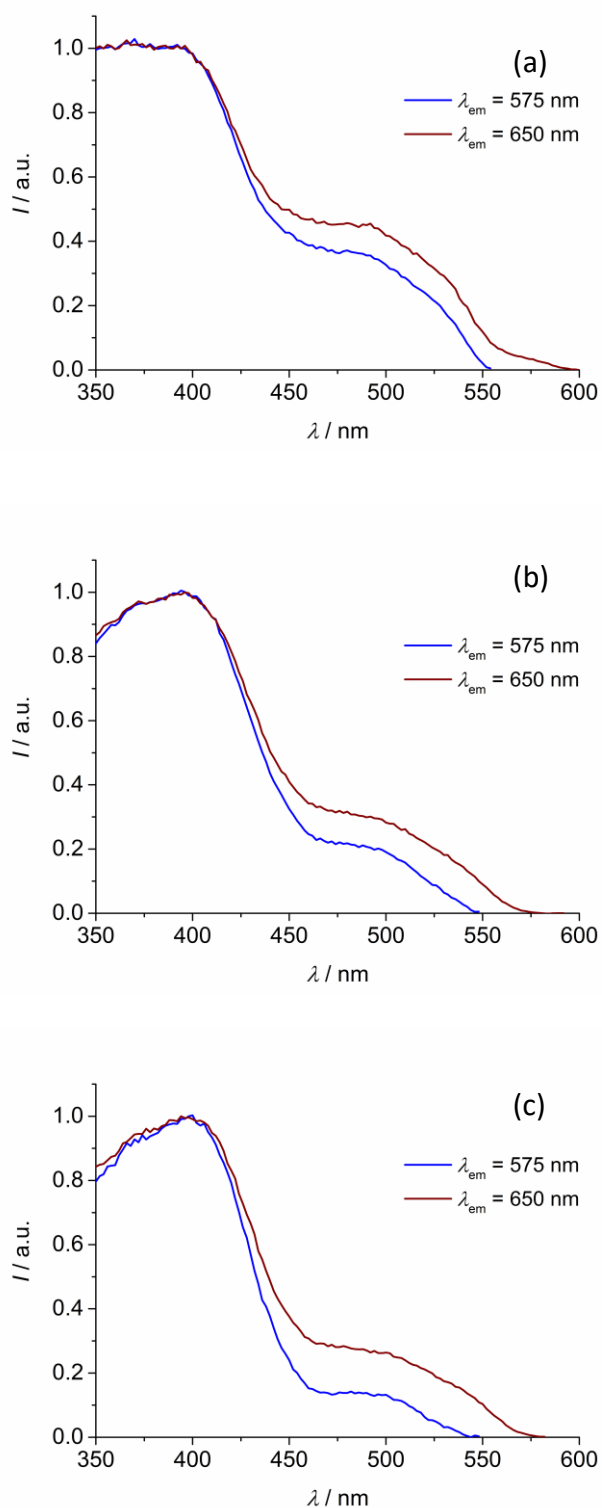 (a)
λem = 575 nm
λem = 650 nm
I / a.u.
1.0
0.8
0.6
0.4
0.2
0.0
350 400 450 500 550 600
λ / nm
(b)
λem = 575 nm
λem = 650 nm
I / a.u.
1.0
0.8
0.6
0.4
0.2
0.0
350 400 450 500 550 600
λ / nm
(c)
λem = 575 nm
λem = 650 nm
I / a.u.
1.0
0.8
0.6
0.4
0.2
0.0
350 400 450 500 550 600
λ / nm